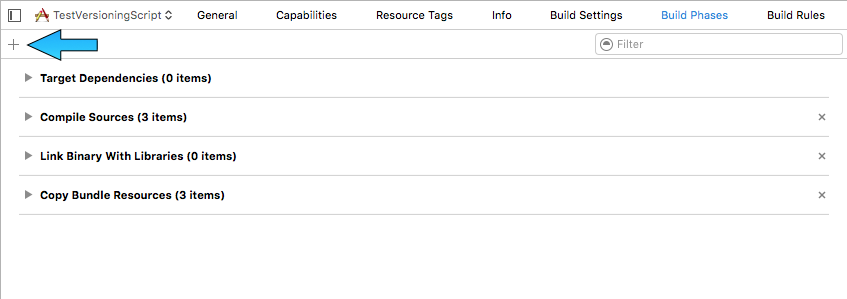 TestVersioningScript General Capabilities Resource Tags Info Build Settings Build Phases Build Rules
Filter
Target Dependencies (0 items)
Compile Sources (3 items)
Link Binary With Libraries (0 items)
Copy Bundle Resources (3 items)